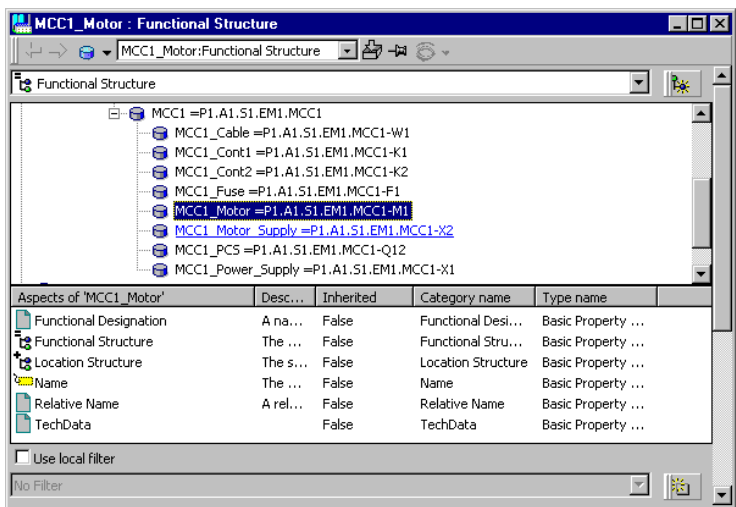 MCC1_Motor : Functional Structure
MCC1_Motor:Functional Structure
Functional Structure
MCC1 =P1.A1.S1.EM1.MCC1
MCC1_Cable =P1.A1.S1.EM1.MCC1-W1
MCC1_Cont1 =P1.A1.S1.EM1.MCC1-K1
MCC1_Cont2 =P1.A1.S1.EM1.MCC1-K2
MCC1_Fuse =P1.A1.S1.EM1.MCC1-F1
MCC1_Motor =P1.A1.S1.EM1.MCC1-M1
MCC1_Motor_Supply =P1.A1.S1.EM1.MCC1-X2
MCC1_PCS =P1.A1.S1.EM1.MCC1-Q12
MCC1_Power_Supply =P1.A1.S1.EM1.MCC1-X1
Aspects of 'MCC1_Motor' Desc... Inherited Category name Type name
Functional Designation A na... False Functional Desi... Basic Property ...
Functional Structure The ... False Functional Stru... Basic Property ...
Location Structure The s... False Location Structure Basic Property ...
Name The ... False Name Basic Property ...
Relative Name A rel... False Relative Name Basic Property ...
TechData False TechData Basic Property ...
Use local filter
No Filter